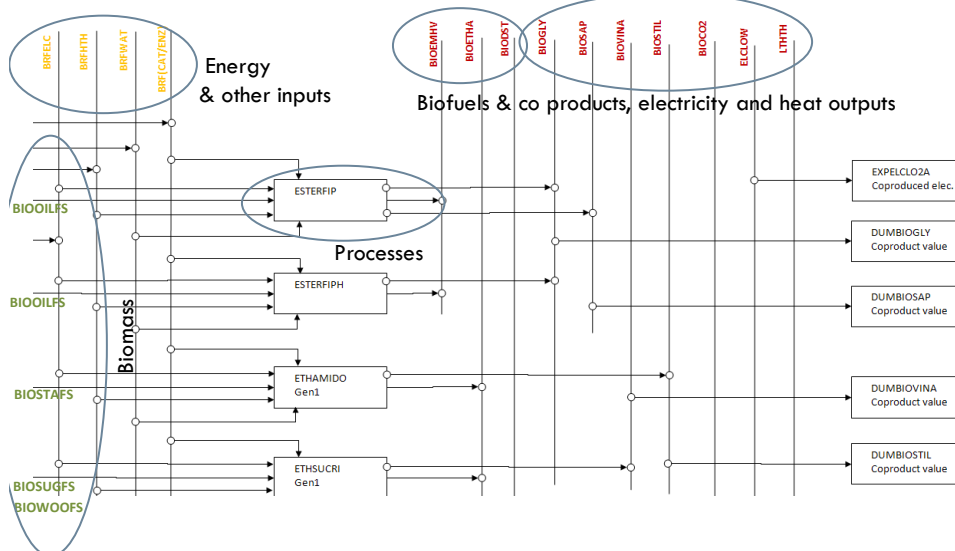 BRFELC
BRFHTH
BRFWAT
BRF[CAT/ENZ]
Energy
& other inputs
BIOEMHV
BIOETHA
BIODST
BIOGLY
BIOSAP
BIOVINA
BIOSTIL
BIOCO2
ELCLOW
LTHTH
Biofuels & co products, electricity and heat outputs
ESTERFIP
EXPELCLO2A
Coproduced elec.
BIOOILFS
Processes
DUMBIOGLY
Coproduct value
ESTERFIPH
BIOOILFS
DUMBIOSAP
Coproduct value
Biomass
ETHAMIDO
Gen1
BIOSTAFS
DUMBIOVINA
Coproduct value
ETHSUCRI
Gen1
DUMBIOSTIL
Coproduct value
BIOSUGFS
BIOWOOFS